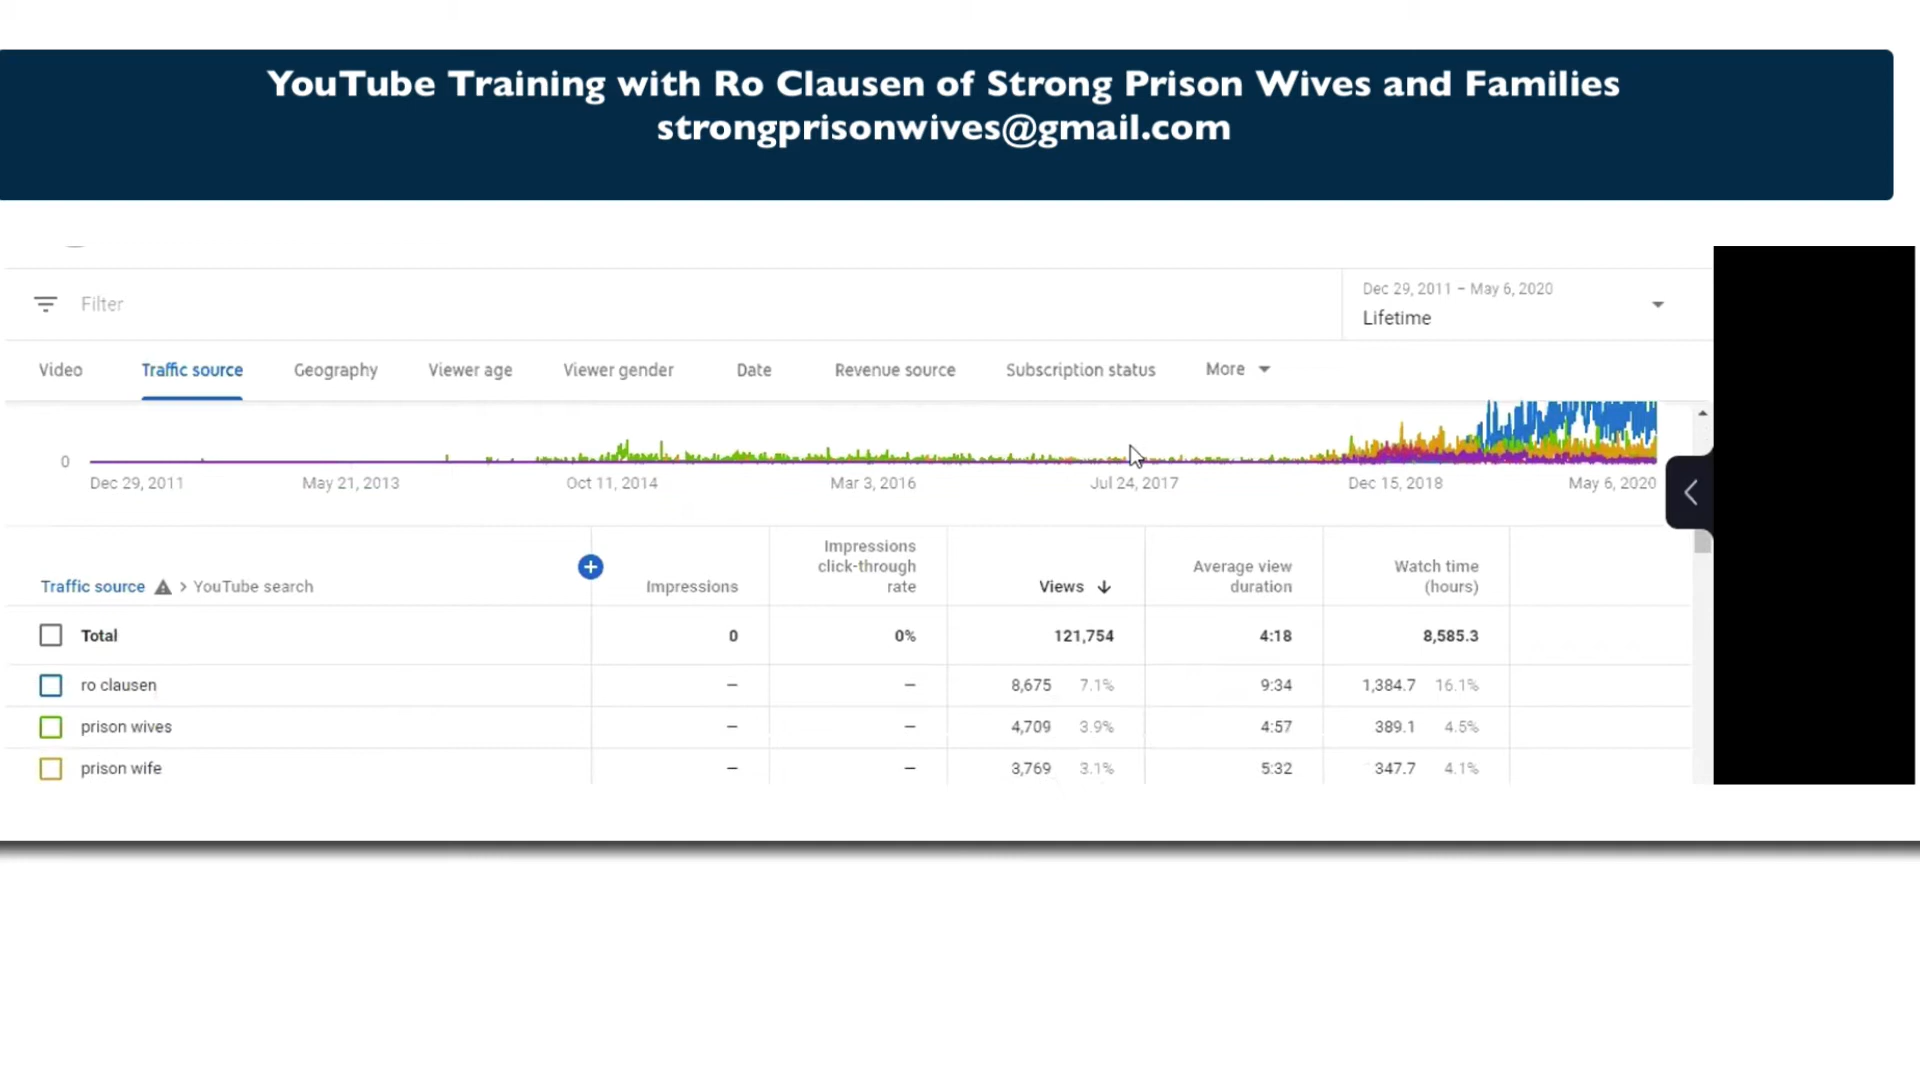 YouTube Training with Ro Clausen of Strong Prison Wives and Families
strongprisonwives@gmail.com
Filter
Dec 29, 2011 – May 6, 2020
Lifetime
Video Traffic source Geography Viewer age Viewer gender Date Revenue source Subscription status More
0
Dec 29, 2011 May 21, 2013 Oct 11, 2014 Mar 3, 2016 Jul 24, 2017 Dec 15, 2018 May 6, 2020
Traffic source > YouTube search
Impressions
Impressions
click-through
rate
Views
Average view
duration
Watch time
(hours)
Total 0 0% 121,754 4:18 8,585.3
ro clausen – – 8,675 7.1% 9:34 1,384.7 16.1%
prison wives – – 4,709 3.9% 4:57 389.1 4.5%
prison wife – – 3,769 3.1% 5:32 347.7 4.1%